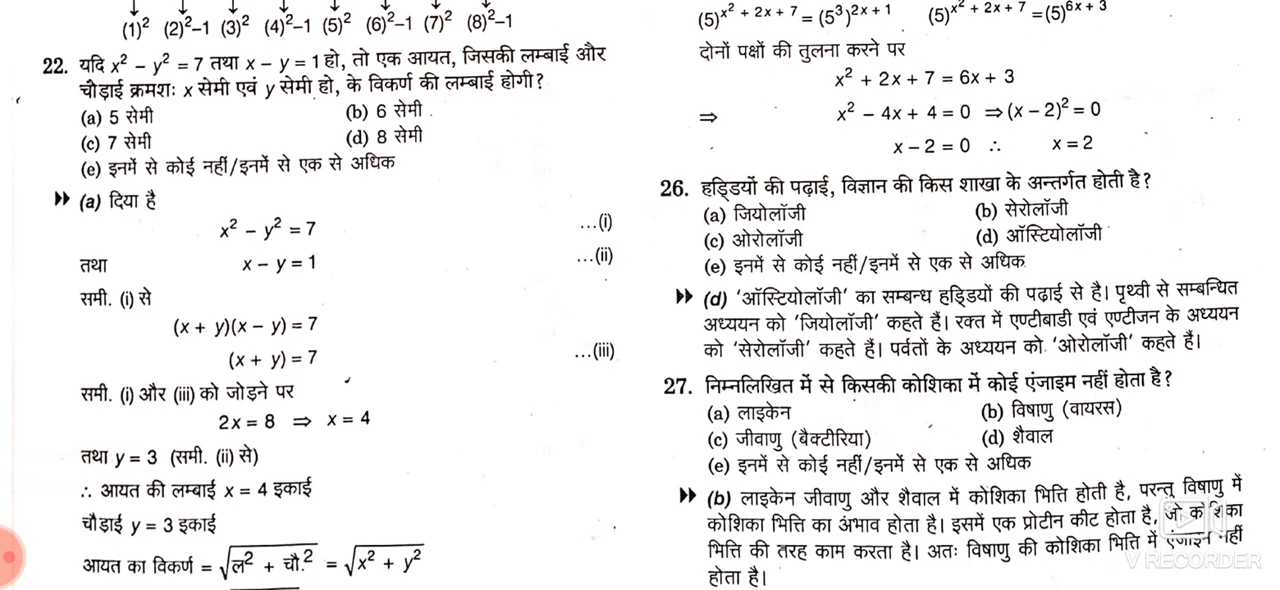 (1)² (2)²–1 (3)² (4)²–1 (5)² (6)²–1 (7)² (8)²–1
22. यदि x² – y² = 7 तथा x – y = 1 हो, तो एक आयत, जिसकी लम्बाई और
चौड़ाई क्रमशः x सेमी एवं y सेमी हो, के विकर्ण की लम्बाई होगी?
(a) 5 सेमी (b) 6 सेमी
(c) 7 सेमी (d) 8 सेमी
(e) इनमें से कोई नहीं/इनमें से एक से अधिक
(a) दिया है
x² – y² = 7 ...(i)
तथा x – y = 1 ...(ii)
समी. (i) से
(x + y)(x – y) = 7
(x + y) = 7 ...(iii)
समी. (i) और (iii) को जोड़ने पर
2x = 8 ⇒ x = 4
तथा y = 3 (समी. (ii) से)
∴ आयत की लम्बाई x = 4 इकाई
चौड़ाई y = 3 इकाई
आयत का विकर्ण = √(ल² + चौ.²) = √(x² + y²)
(5)^(x² + 2x + 7) = (5³)^(2x + 1) (5)^(x² + 2x + 7) = (5)^(6x + 3)
दोनों पक्षों की तुलना करने पर
x² + 2x + 7 = 6x + 3
⇒ x² – 4x + 4 = 0 ⇒ (x – 2)² = 0
x – 2 = 0 ∴ x = 2
26. हड्डियों की पढ़ाई, विज्ञान की किस शाखा के अन्तर्गत होती है?
(a) जियोलॉजी (b) सेरोलॉजी
(c) ओरोलॉजी (d) ऑस्टियोलॉजी
(e) इनमें से कोई नहीं/इनमें से एक से अधिक
(d) 'ऑस्टियोलॉजी' का सम्बन्ध हड्डियों की पढ़ाई से है। पृथ्वी से सम्बन्धित
अध्ययन को 'जियोलॉजी' कहते हैं। रक्त में एण्टीबाडी एवं एण्टीजन के अध्ययन
को 'सेरोलॉजी' कहते हैं। पर्वतों के अध्ययन को 'ओरोलॉजी' कहते हैं।
27. निम्नलिखित में से किसकी कोशिका में कोई एंजाइम नहीं होता है?
(a) लाइकेन (b) विषाणु (वायरस)
(c) जीवाणु (बैक्टीरिया) (d) शैवाल
(e) इनमें से कोई नहीं/इनमें से एक से अधिक
(b) लाइकेन जीवाणु और शैवाल में कोशिका भित्ति होती है, परन्तु विषाणु में
कोशिका भित्ति का अभाव होता है। इसमें एक प्रोटीन कीट होता है, जो कोशिका
भित्ति की तरह काम करता है। अतः विषाणु की कोशिका भित्ति में एंजाइम नहीं
होता है।
V RECORDER